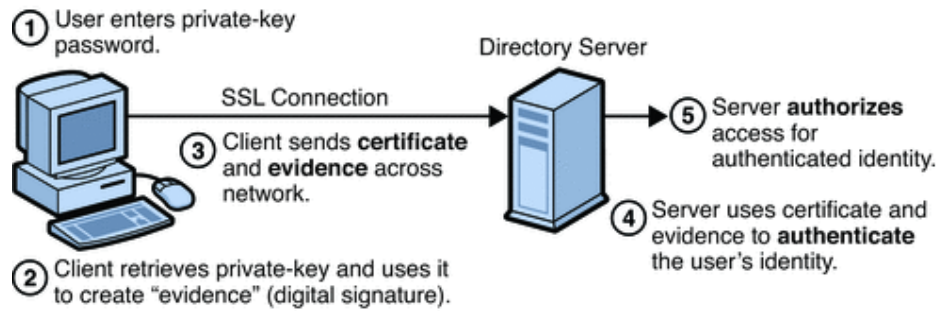 1 User enters private-key
password.
Directory Server
SSL Connection
3 Client sends certificate
and evidence across
network.
5 Server authorizes
access for
authenticated identity.
4 Server uses certificate and
evidence to authenticate
the user's identity.
2 Client retrieves private-key and uses it
to create “evidence” (digital signature).